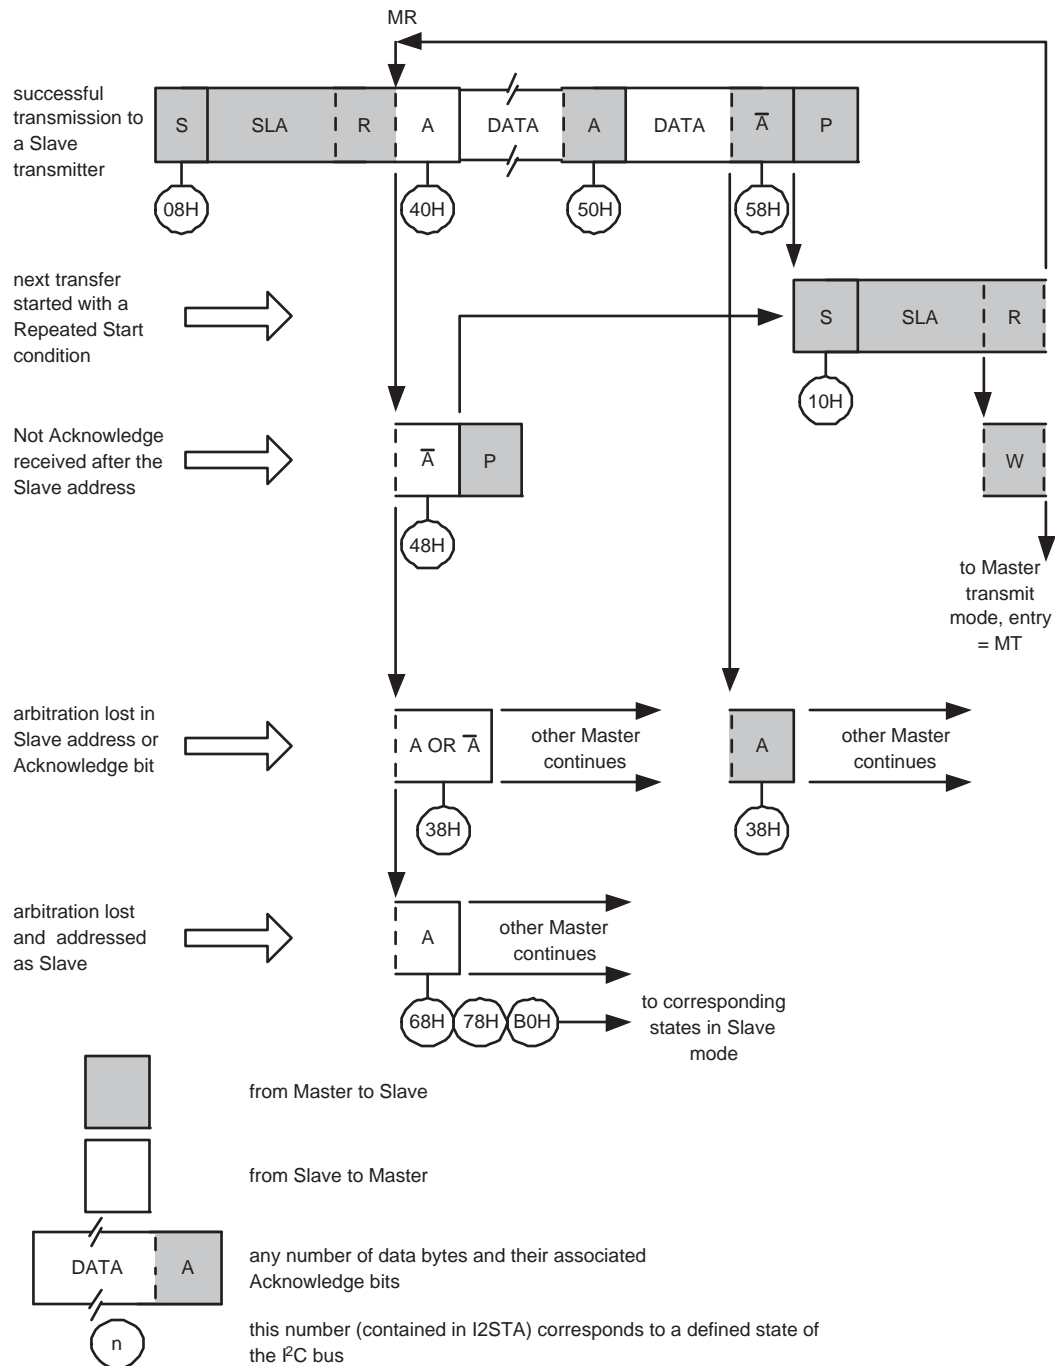 MR
successful
transmission to
a Slave
transmitter
S SLA R A DATA A DATA A̅ P
08H 40H 50H 58H
next transfer
started with a
Repeated Start
condition
S SLA R
10H
Not Acknowledge
received after the
Slave address
A̅ P
W
48H
to Master
transmit
mode, entry
= MT
arbitration lost in
Slave address or
Acknowledge bit
A OR A̅
other Master
continues
A
other Master
continues
38H 38H
arbitration lost
and addressed
as Slave
A
other Master
continues
68H 78H B0H
to corresponding
states in Slave
mode
from Master to Slave
from Slave to Master
DATA A
any number of data bytes and their associated
Acknowledge bits
n
this number (contained in I2STA) corresponds to a defined state of
the I²C bus